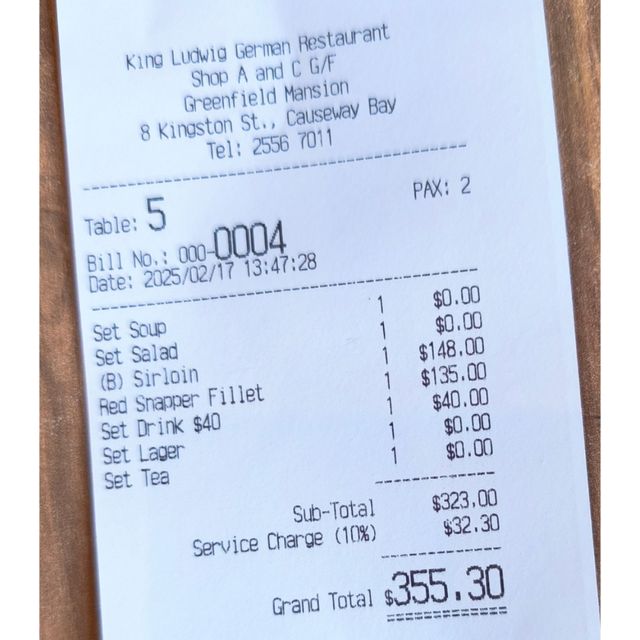 King Ludwig German Restaurant
Shop A and C G/F
Greenfield Mansion
8 Kingston St., Causeway Bay
Tel: 2556 7011
Table: 5 PAX: 2
Bill No.: 000-0004
Date: 2025/02/17 13:47:28
Set Soup 1 $0.00
Set Salad 1 $0.00
(B) Sirloin 1 $148.00
Red Snapper Fillet 1 $135.00
Set Drink $40 1 $40.00
Set Lager 1 $0.00
Set Tea 1 $0.00
Sub-Total $323.00
Service Charge (10%) $32.30
Grand Total $355.30